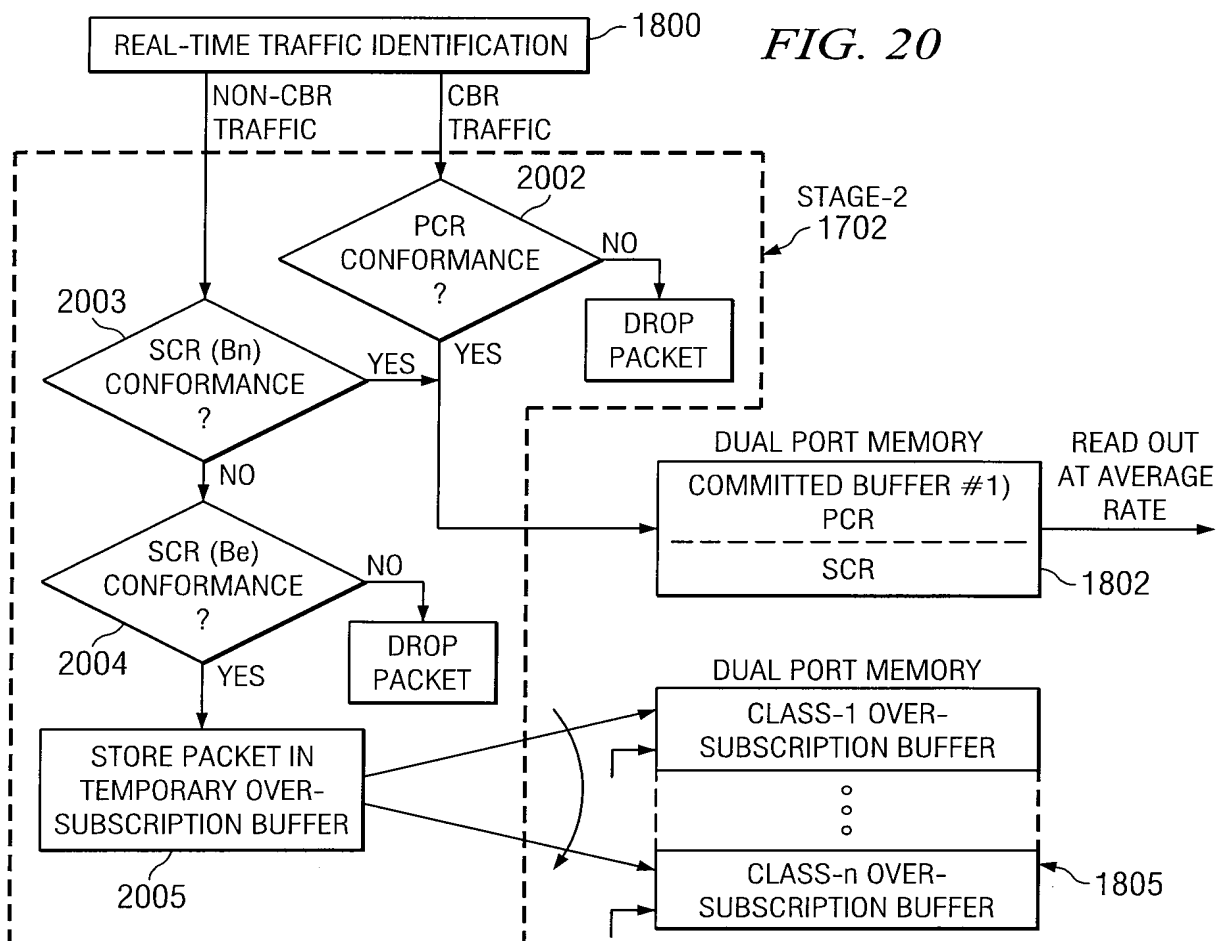 REAL-TIME TRAFFIC IDENTIFICATION
1800
FIG. 20
NON-CBR
TRAFFIC
CBR
TRAFFIC
2002
PCR
CONFORMANCE
?
NO
DROP
PACKET
STAGE-2
1702
2003
SCR (Bn)
CONFORMANCE
?
YES
YES
NO
DUAL PORT MEMORY
COMMITTED BUFFER #1)
PCR
SCR
1802
READ OUT
AT AVERAGE
RATE
SCR (Be)
CONFORMANCE
?
2004
NO
DROP
PACKET
YES
STORE PACKET IN
TEMPORARY OVER-
SUBSCRIPTION BUFFER
2005
DUAL PORT MEMORY
CLASS-1 OVER-
SUBSCRIPTION BUFFER
CLASS-n OVER-
SUBSCRIPTION BUFFER
1805